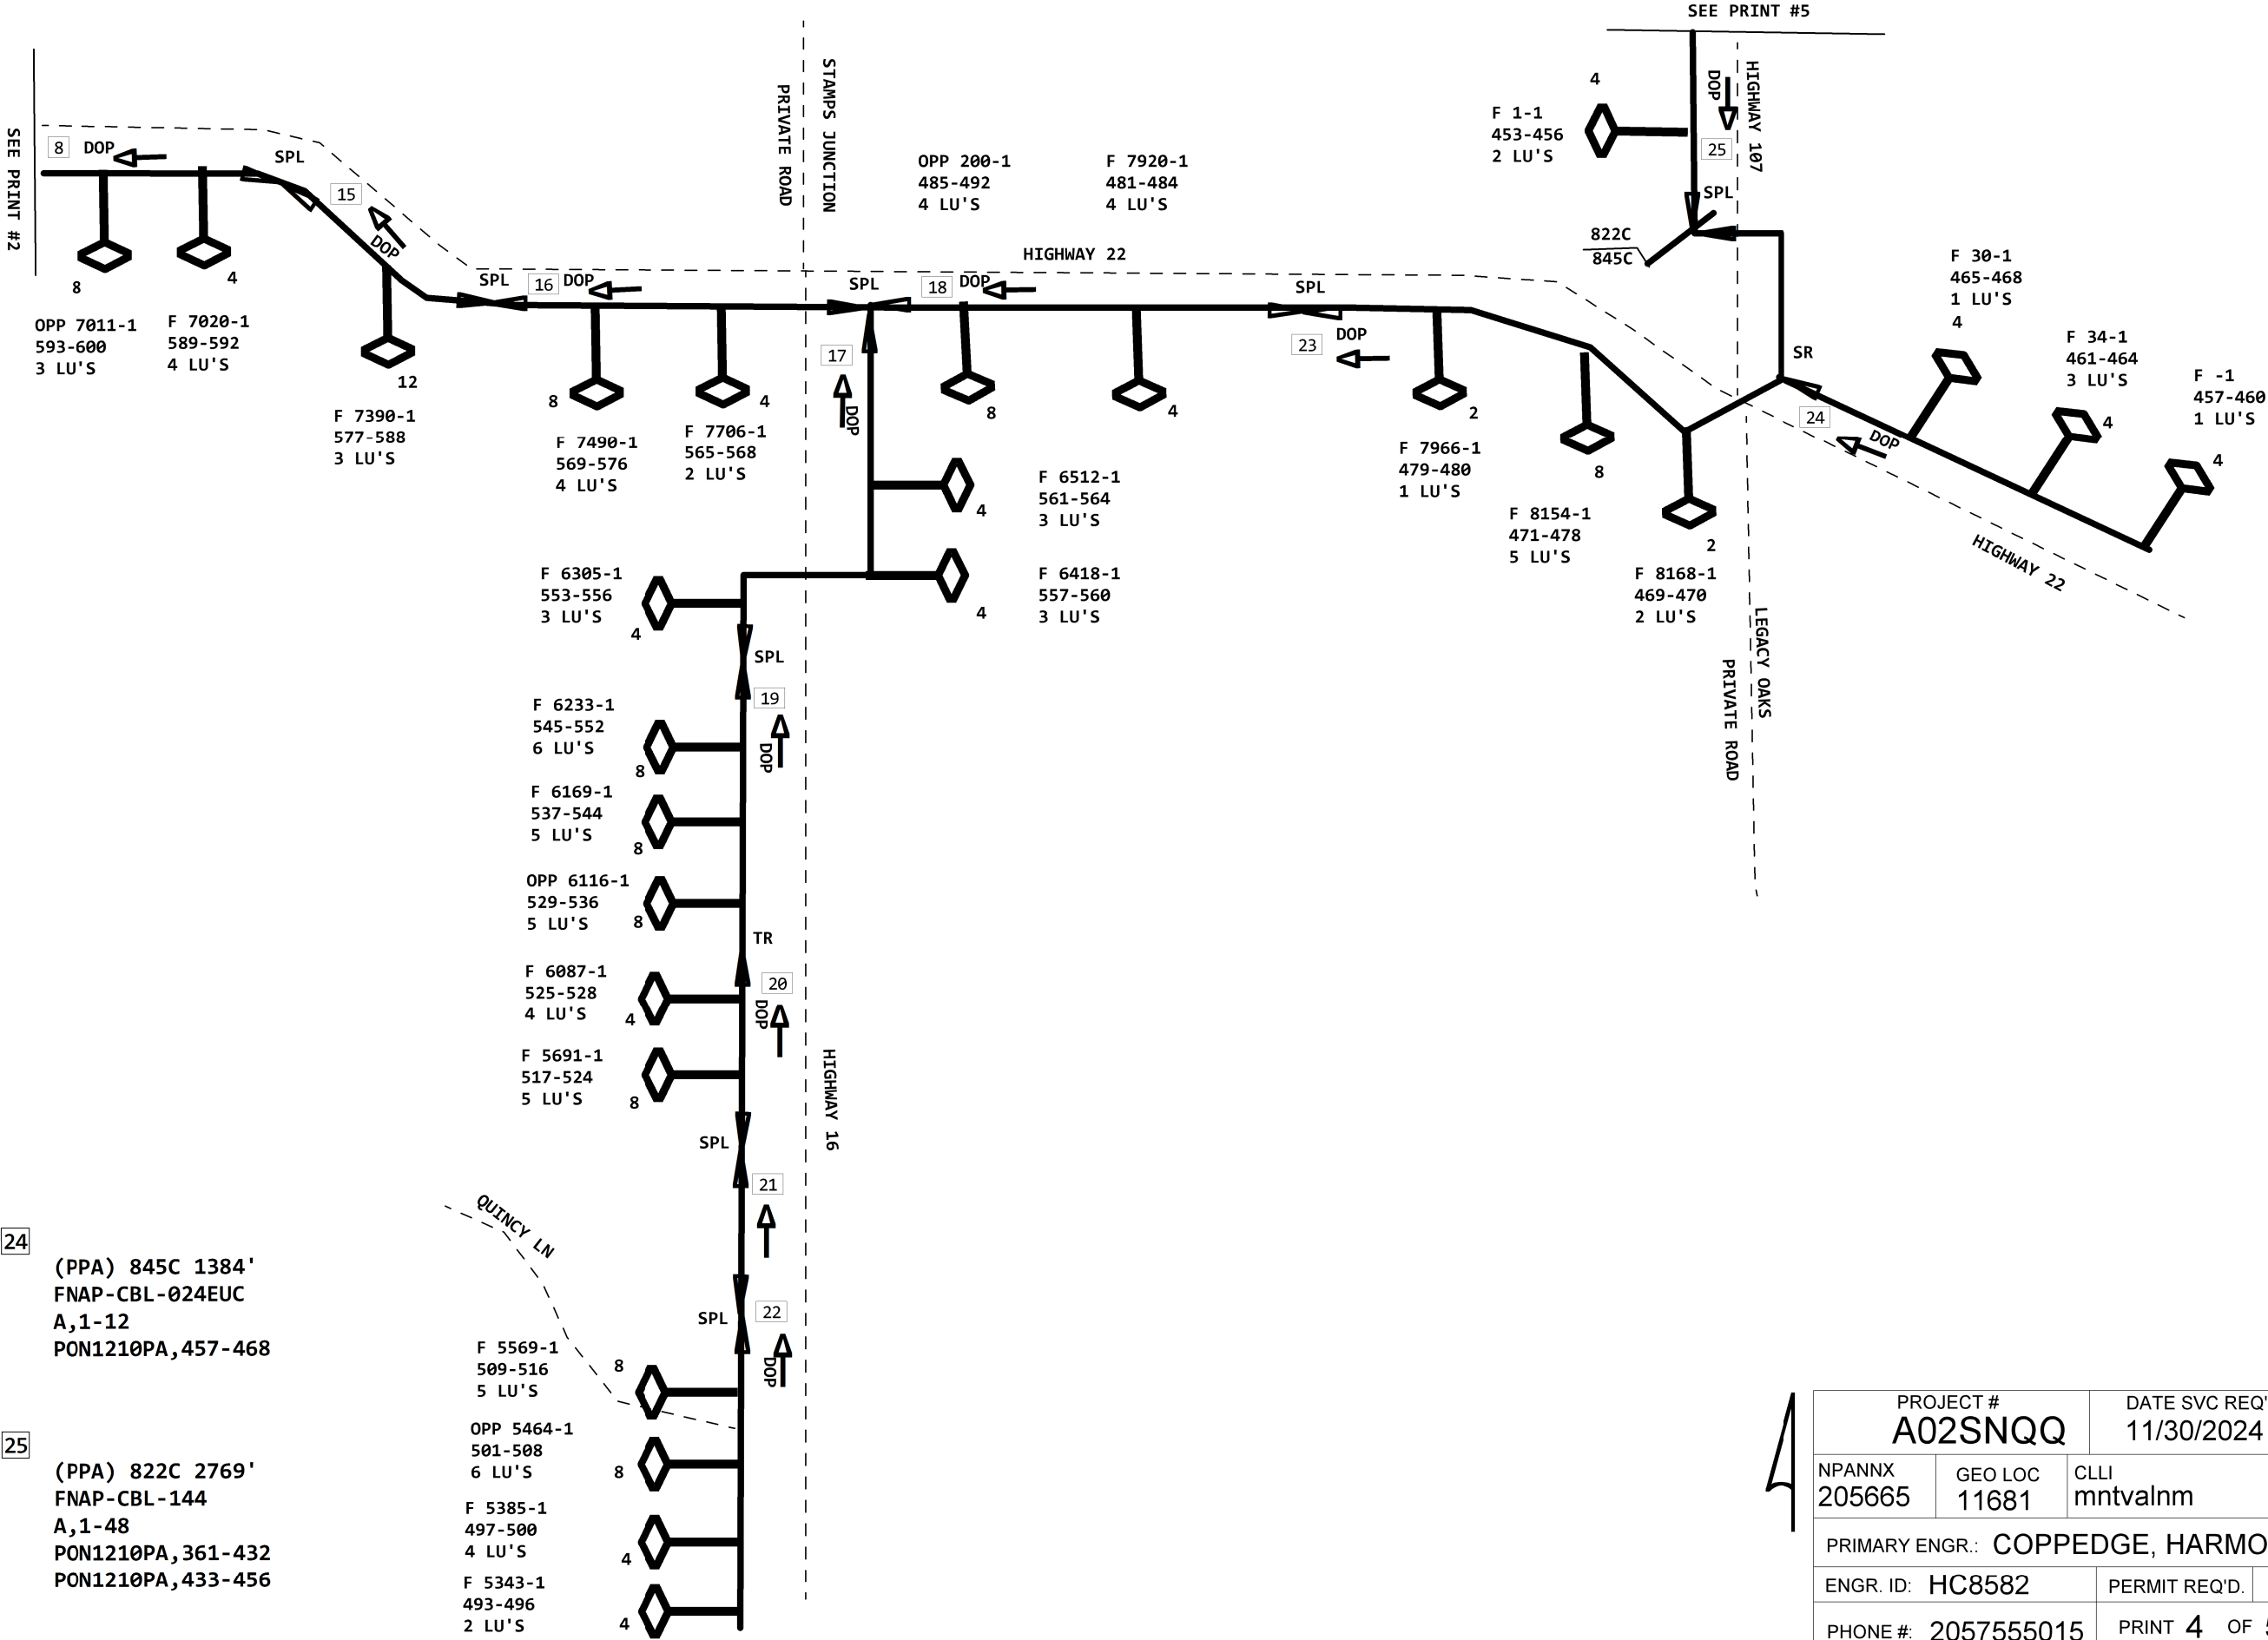 SEE PRINT #5
SEE PRINT #2
8
DOP
SPL
15
DOP
8
4
OPP 7011-1
593-600
3 LU'S
F 7020-1
589-592
4 LU'S
12
F 7390-1
577-588
3 LU'S
SPL
16
DOP
8
F 7490-1
569-576
4 LU'S
4
F 7706-1
565-568
2 LU'S
PRIVATE ROAD
STAMPS JUNCTION
OPP 200-1
485-492
4 LU'S
F 7920-1
481-484
4 LU'S
HIGHWAY 22
SPL
18
DOP
17
DOP
8
4
SPL
23
DOP
2
F 7966-1
479-480
1 LU'S
8
F 8154-1
471-478
5 LU'S
2
F 8168-1
469-470
2 LU'S
4
F 1-1
453-456
2 LU'S
DOP
HIGHWAY 107
25
SPL
822C
845C
SR
24
DOP
F 30-1
465-468
1 LU'S
4
F 34-1
461-464
3 LU'S
4
F -1
457-460
1 LU'S
4
HIGHWAY 22
LEGACY OAKS
PRIVATE ROAD
F 6512-1
561-564
3 LU'S
4
F 6418-1
557-560
3 LU'S
4
F 6305-1
553-556
3 LU'S
4
SPL
19
DOP
F 6233-1
545-552
6 LU'S
8
F 6169-1
537-544
5 LU'S
8
OPP 6116-1
529-536
5 LU'S
8
TR
20
DOP
F 6087-1
525-528
4 LU'S
4
F 5691-1
517-524
5 LU'S
8
HIGHWAY 16
SPL
21
QUINCY LN
SPL
22
DOP
F 5569-1
509-516
5 LU'S
8
OPP 5464-1
501-508
6 LU'S
8
F 5385-1
497-500
4 LU'S
4
F 5343-1
493-496
2 LU'S
4
24
(PPA) 845C 1384'
FNAP-CBL-024EUC
A,1-12
PON1210PA,457-468
25
(PPA) 822C 2769'
FNAP-CBL-144
A,1-48
PON1210PA,361-432
PON1210PA,433-456
PROJECT #
A02SNQQ
DATE SVC REQ'
11/30/2024
NPANNX
205665
GEO LOC
11681
CLLI
mntvalnm
PRIMARY ENGR.: COPPEDGE, HARMO
ENGR. ID: HC8582
PERMIT REQ'D.
PHONE #: 2057555015
PRINT 4 OF